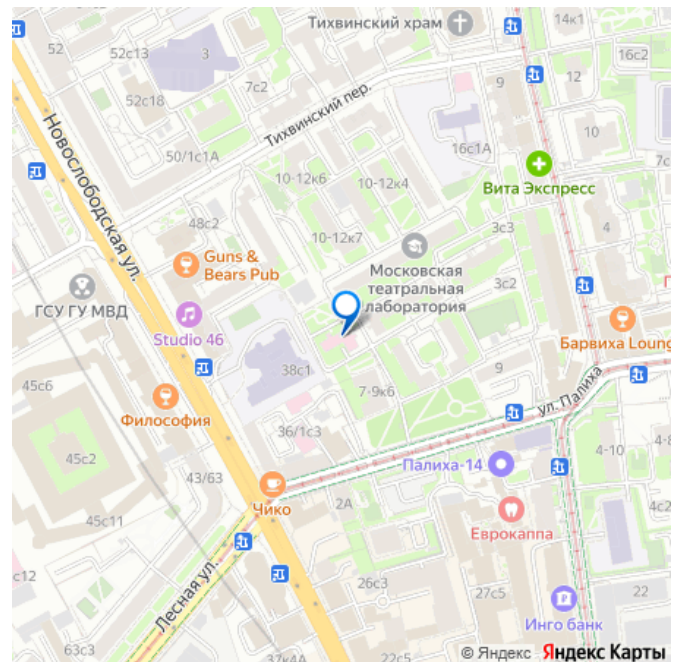 52
52с13
3
Тихвинский храм
14к1
16с2
7с2
52с18
9
12
Тихвинский пер.
16с1А
10
50/1с1А
10-12к6
10-12к4
Вита Экспресс
Новослободская ул.
48с2
10-12к7
3с3
4
Guns &
Bears Pub
Московская
театральная
лаборатория
3с2
ГСУ ГУ МВД
Studio 46
Барвиха Loung
38с1
9
45с6
7-9к6
ул. Палиха
Философия
36/1с3
4-10
4-8
45с2
43/63
Палиха-14
Чико
2А
45с11
Еврокаппа
4с2
Лесная ул.
с12
26с3
27с5
22
Инго банк
63с3
37к4А
22с5
© Яндекс Яндекс Карты